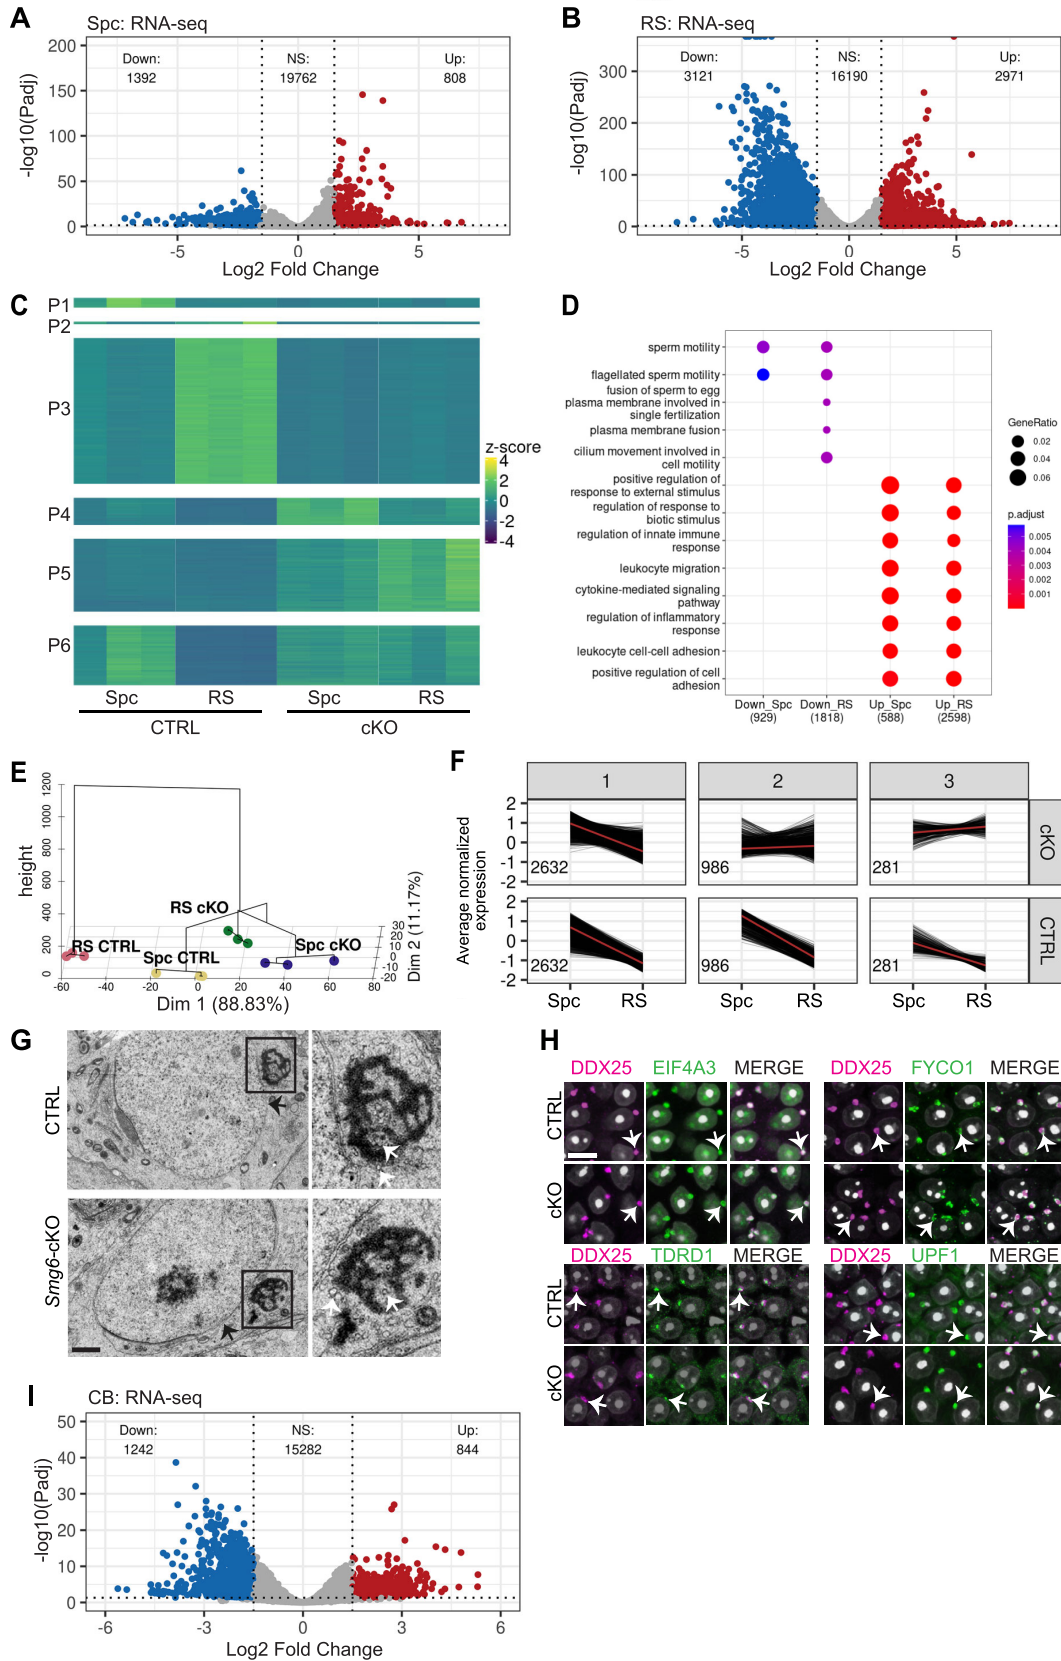 A
Spc: RNA-seq
Down:
1392
NS:
19762
Up:
808
200
150
100
50
0
-log10(Padj)
-5
0
5
Log2 Fold Change
B
RS: RNA-seq
Down:
3121
NS:
16190
Up:
2971
300
200
100
0
-log10(Padj)
-5
0
5
Log2 Fold Change
C
P1
P2
P3
P4
P5
P6
z-score
4
2
0
-2
-4
Spc
RS
Spc
RS
CTRL
cKO
D
sperm motility
flagellated sperm motility
fusion of sperm to egg
plasma membrane involved in
single fertilization
plasma membrane fusion
cilium movement involved in
cell motility
positive regulation of
response to external stimulus
regulation of response to
biotic stimulus
regulation of innate immune
response
leukocyte migration
cytokine-mediated signaling
pathway
regulation of inflammatory
response
leukocyte cell-cell adhesion
positive regulation of cell
adhesion
Down_Spc
(929)
Down_RS
(1818)
Up_Spc
(588)
Up_RS
(2598)
GeneRatio
0.02
0.04
0.06
p.adjust
0.005
0.004
0.003
0.002
0.001
E
height
1200
1000
800
600
400
200
0
RS cKO
RS CTRL
Spc CTRL
Spc cKO
-60
-40
-20
0
20
40
60
80
Dim 1 (88.83%)
30
20
10
0
-10
-20
Dim 2 (11.17%)
F
1
2
3
cKO
CTRL
Average normalized
expression
2
1
0
-1
-2
2632
986
281
2
1
0
-1
-2
2632
986
281
Spc
RS
Spc
RS
Spc
RS
G
CTRL
Smg6-cKO
H
DDX25
EIF4A3
MERGE
DDX25
FYCO1
MERGE
CTRL
cKO
DDX25
TDRD1
MERGE
DDX25
UPF1
MERGE
CTRL
cKO
I
CB: RNA-seq
Down:
1242
NS:
15282
Up:
844
50
40
30
20
10
0
-log10(Padj)
-6
-3
0
3
6
Log2 Fold Change